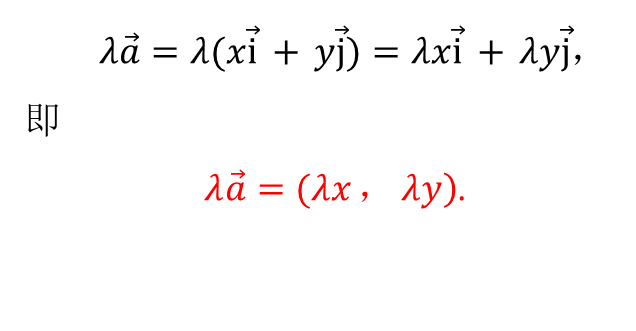 λa⃗ = λ(xi⃗ + yj⃗) = λxi⃗ + λyj⃗，
即
λa⃗ = (λx， λy).